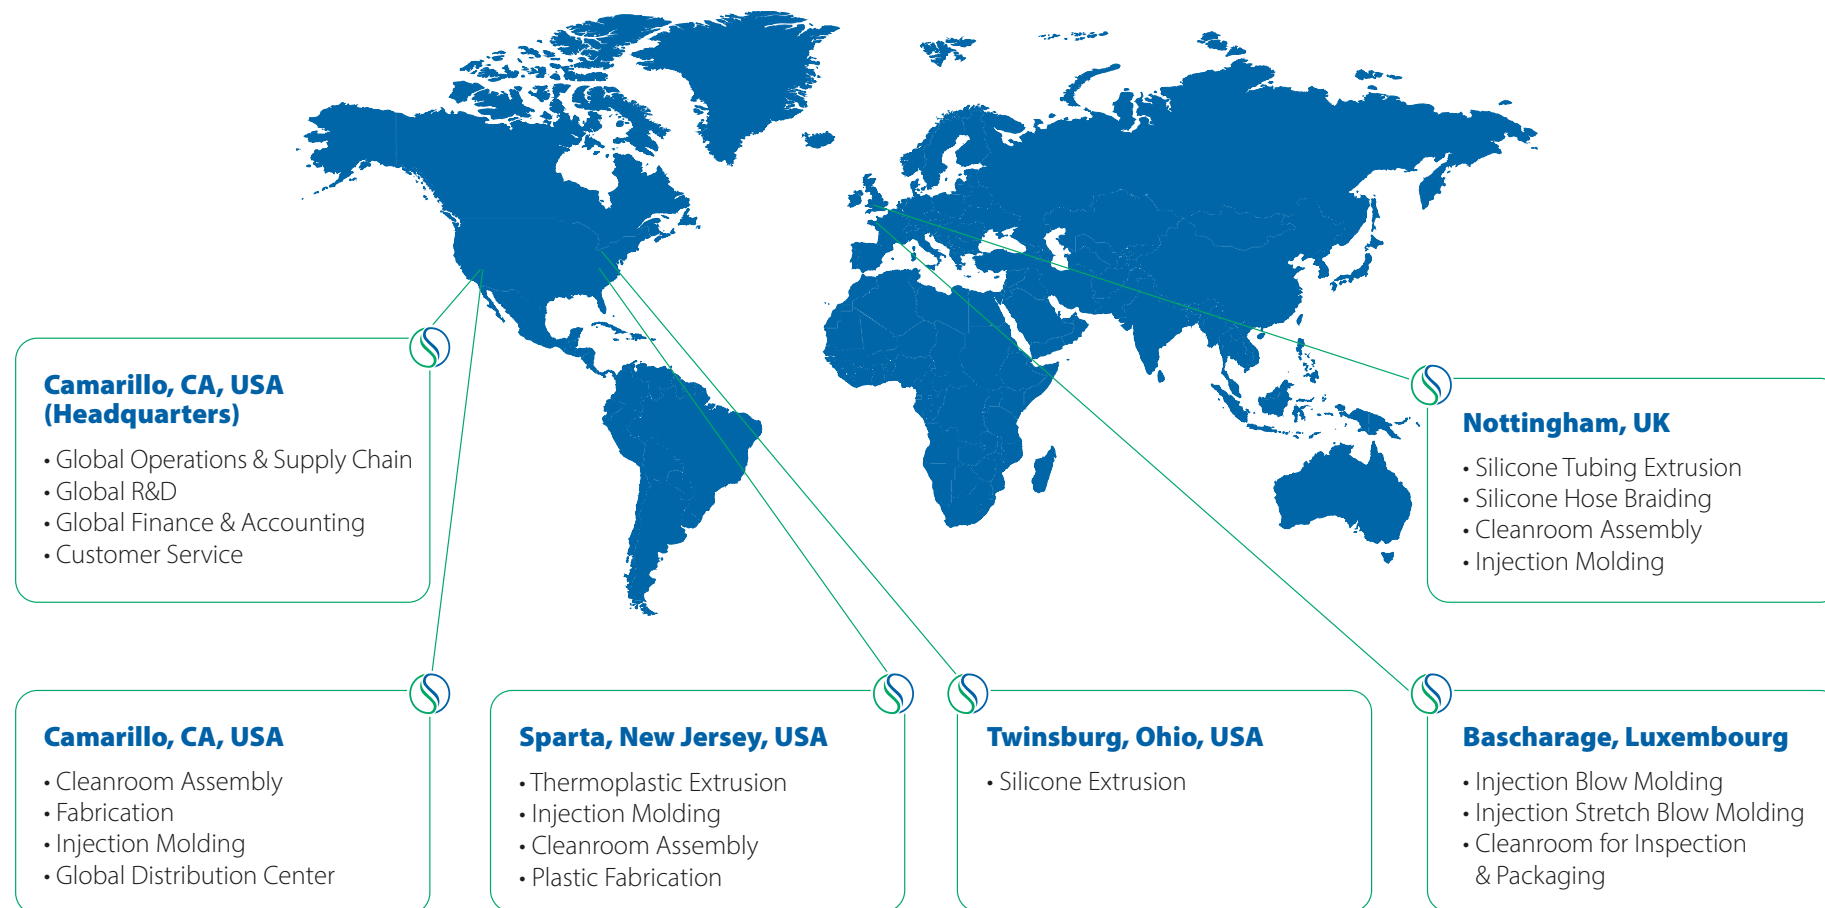 Camarillo, CA, USA
(Headquarters)
• Global Operations & Supply Chain
• Global R&D
• Global Finance & Accounting
• Customer Service
Nottingham, UK
• Silicone Tubing Extrusion
• Silicone Hose Braiding
• Cleanroom Assembly
• Injection Molding
Camarillo, CA, USA
• Cleanroom Assembly
• Fabrication
• Injection Molding
• Global Distribution Center
Sparta, New Jersey, USA
• Thermoplastic Extrusion
• Injection Molding
• Cleanroom Assembly
• Plastic Fabrication
Twinsburg, Ohio, USA
• Silicone Extrusion
Bascharage, Luxembourg
• Injection Blow Molding
• Injection Stretch Blow Molding
• Cleanroom for Inspection
& Packaging